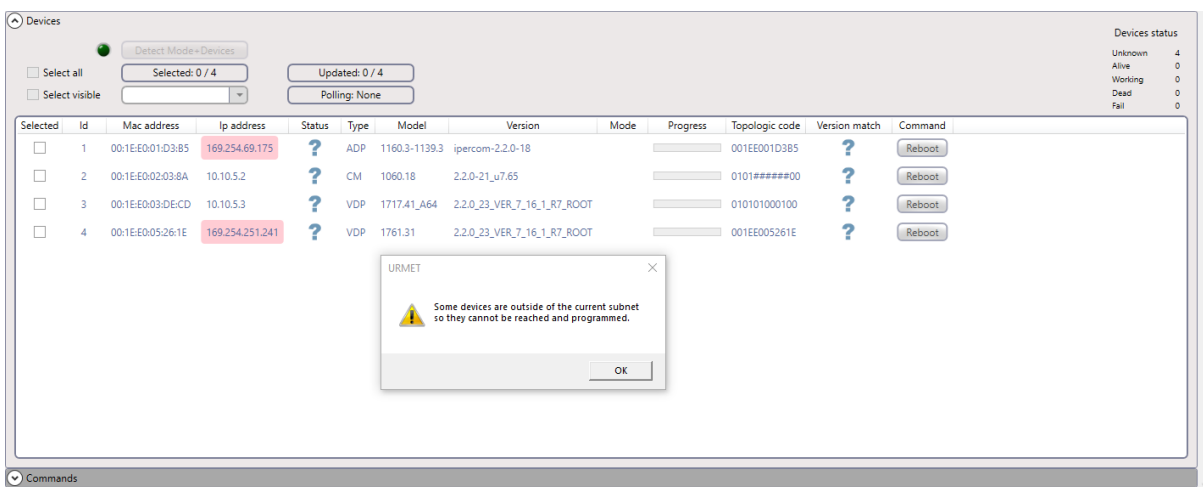 Devices
Devices status
Detect Mode+Devices
Unknown 4
Select all Selected: 0 / 4 Updated: 0 / 4
Alive 0
Working 0
Select visible Polling: None
Dead 0
Fail 0
Selected Id Mac address Ip address Status Type Model Version Mode Progress Topologic code Version match Command
1 00:1E:E0:01:D3:B5 169.254.69.175 ? ADP 1160.3-1139.3 ipercom-2.2.0-18 001EE001D3B5 ? Reboot
2 00:1E:E0:02:03:8A 10.10.5.2 ? CM 1060.18 2.2.0-21_u7.65 0101######00 ? Reboot
3 00:1E:E0:03:DE:CD 10.10.5.3 ? VDP 1717.41_A64 2.2.0_23_VER_7_16_1_R7_ROOT 010101000100 ? Reboot
4 00:1E:E0:05:26:1E 169.254.251.241 ? VDP 1761.31 2.2.0_23_VER_7_16_1_R7_ROOT 001EE005261E ? Reboot
URMET
Some devices are outside of the current subnet
so they cannot be reached and programmed.
OK
Commands